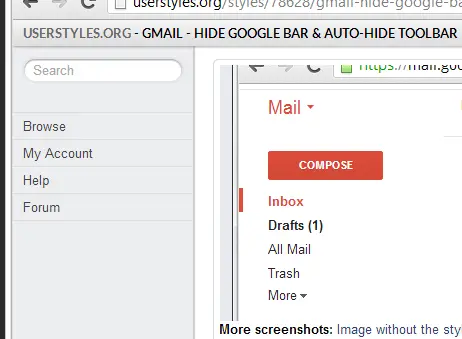 userstyles.org/styles/78628/gmail-hide-google-ba
USERSTYLES.ORG - GMAIL - HIDE GOOGLE BAR & AUTO-HIDE TOOLBAR
Search
Browse
My Account
Help
Forum
https://mail.goo
Mail
COMPOSE
Inbox
Drafts (1)
All Mail
Trash
More
More screenshots: Image without the sty